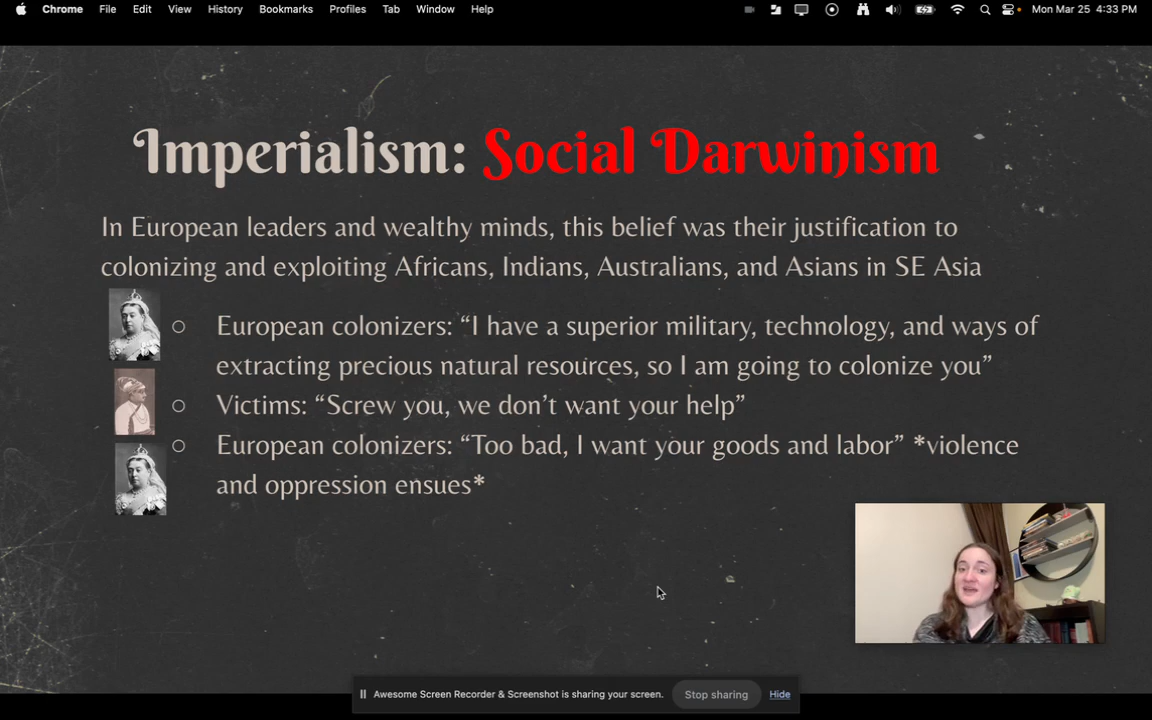 Chrome File Edit View History Bookmarks Profiles Tab Window Help Mon Mar 25 4:33 PM
Imperialism: Social Darwinism
In European leaders and wealthy minds, this belief was their justification to
colonizing and exploiting Africans, Indians, Australians, and Asians in SE Asia
○ European colonizers: “I have a superior military, technology, and ways of
extracting precious natural resources, so I am going to colonize you”
○ Victims: “Screw you, we don’t want your help”
○ European colonizers: “Too bad, I want your goods and labor” *violence
and oppression ensues*
Awesome Screen Recorder & Screenshot is sharing your screen. Stop sharing Hide